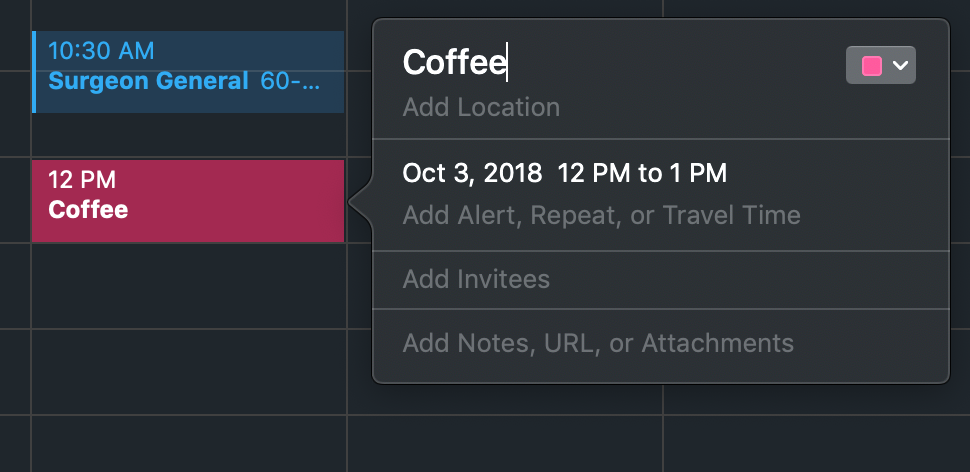 10:30 AM
Surgeon General 60-...
12 PM
Coffee
Coffee
Add Location
Oct 3, 2018 12 PM to 1 PM
Add Alert, Repeat, or Travel Time
Add Invitees
Add Notes, URL, or Attachments